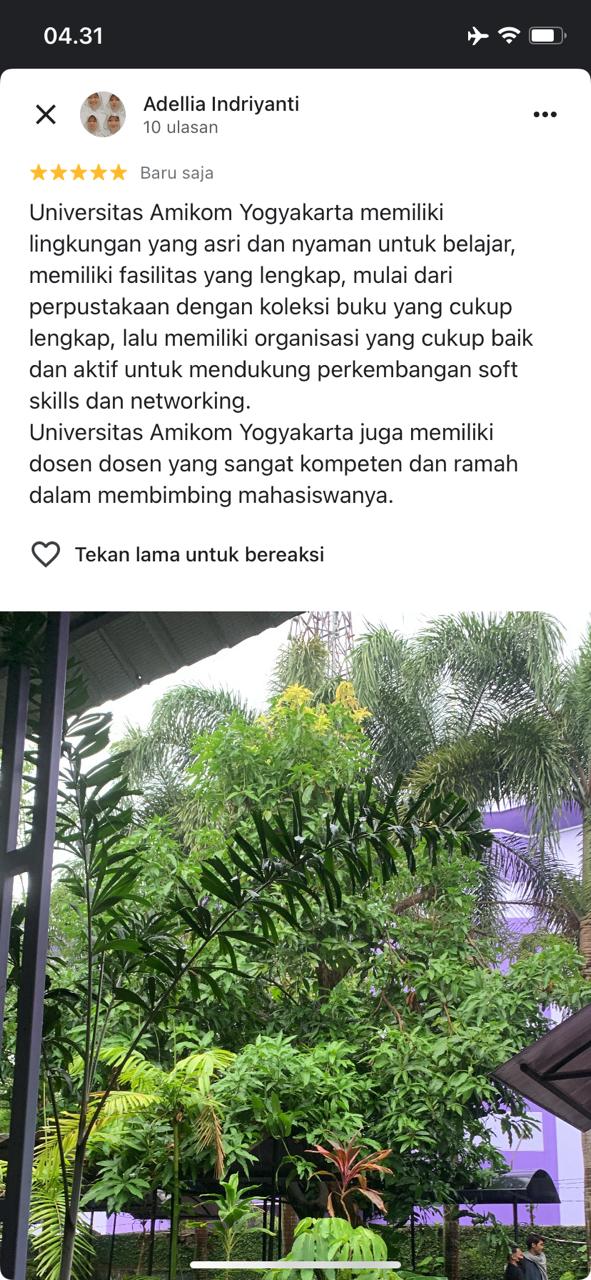 04.31
Adellia Indriyanti
10 ulasan
Baru saja
Universitas Amikom Yogyakarta memiliki
lingkungan yang asri dan nyaman untuk belajar,
memiliki fasilitas yang lengkap, mulai dari
perpustakaan dengan koleksi buku yang cukup
lengkap, lalu memiliki organisasi yang cukup baik
dan aktif untuk mendukung perkembangan soft
skills dan networking.
Universitas Amikom Yogyakarta juga memiliki
dosen dosen yang sangat kompeten dan ramah
dalam membimbing mahasiswanya.
Tekan lama untuk bereaksi